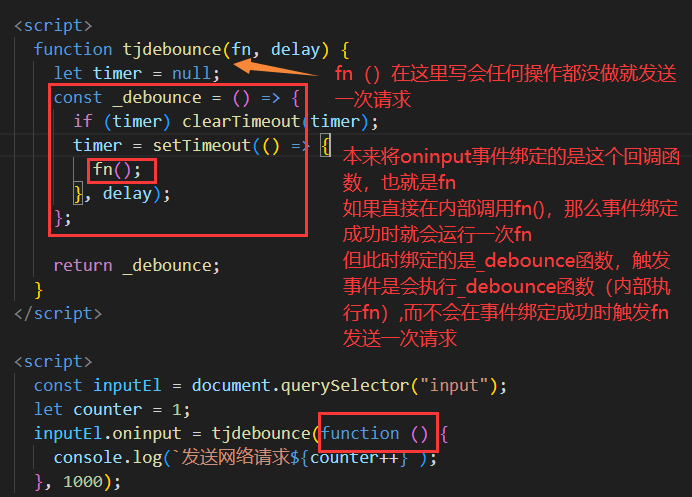 <script>
function tjdebounce(fn, delay) {
let timer = null;
fn（）在这里写会任何操作都没做就发送
一次请求
const _debounce = () => {
if (timer) clearTimeout(timer);
timer = setTimeout(() => {
fn();
}, delay);
};
return _debounce;
}
</script>
本来将oninput事件绑定的是这个回调函
数，也就是fn
如果直接在内部调用fn()，那么事件绑定
成功时就会运行一次fn
但此时绑定的是_debounce函数，触发
事件是会执行_debounce函数（内部执
行fn）,而不会在事件绑定成功时触发fn
发送一次请求
<script>
const inputEl = document.querySelector("input");
let counter = 1;
inputEl.oninput = tjdebounce(function () {
console.log(`发送网络请求${counter++}`);
}, 1000);